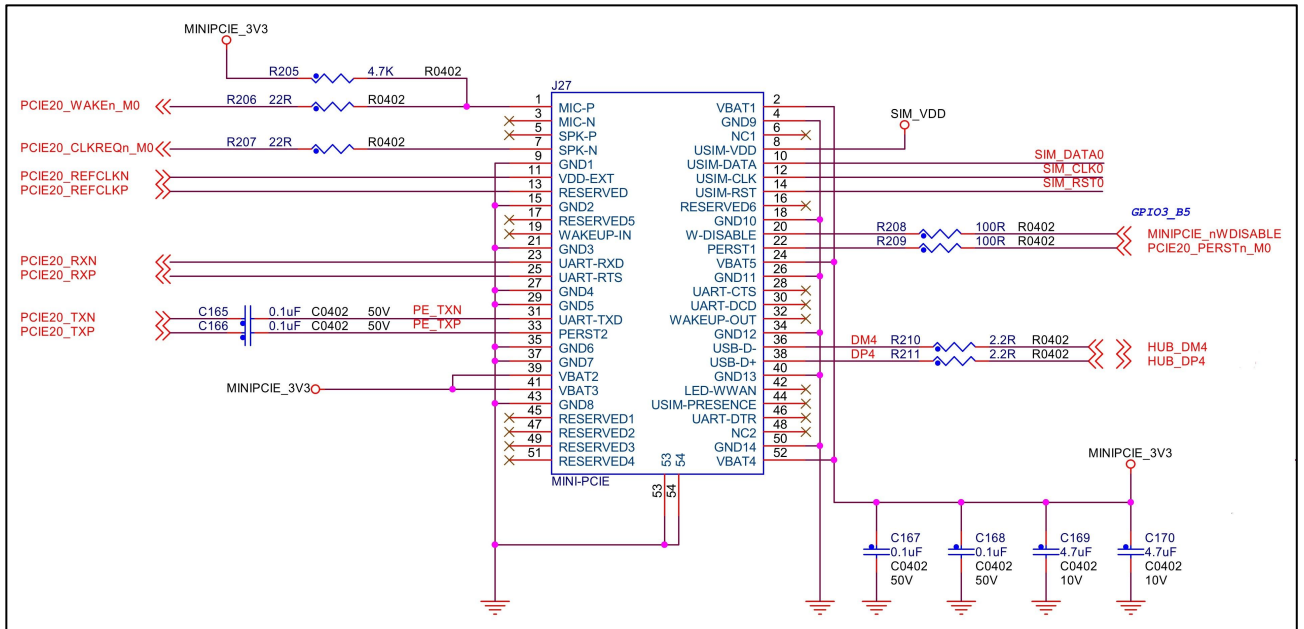 MINIPCIE_3V3
R205 4.7K R0402
J27
PCIE20_WAKEn_M0 R206 22R R0402 1 MIC-P VBAT1 2
3 MIC-N GND9 4
5 SPK-P NC1 6 SIM_VDD
PCIE20_CLKREQn_M0 R207 22R R0402 7 SPK-N USIM-VDD 8
9 GND1 USIM-DATA 10 SIM_DATA0
PCIE20_REFCLKN 11 VDD-EXT USIM-CLK 12 SIM_CLK0
PCIE20_REFCLKP 13 RESERVED USIM-RST 14 SIM_RST0
15 GND2 RESERVED6 16
17 RESERVED5 GND10 18 GPIO3_B5
19 WAKEUP-IN W-DISABLE 20 R208 100R R0402 MINIPCIE_nWDISABLE
21 GND3 PERST1 22 R209 100R R0402 PCIE20_PERSTn_M0
PCIE20_RXN 23 UART-RXD VBAT5 24
PCIE20_RXP 25 UART-RTS GND11 26
27 GND4 UART-CTS 28
29 GND5 UART-DCD 30
PCIE20_TXN C165 0.1uF C0402 50V PE_TXN 31 UART-TXD WAKEUP-OUT 32
PCIE20_TXP C166 0.1uF C0402 50V PE_TXP 33 PERST2 GND12 34
35 GND6 USB-D- 36 DM4 R210 2.2R R0402 HUB_DM4
37 GND7 USB-D+ 38 DP4 R211 2.2R R0402 HUB_DP4
39 VBAT2 GND13 40
MINIPCIE_3V3 41 VBAT3 LED-WWAN 42
43 GND8 USIM-PRESENCE 44
45 RESERVED1 UART-DTR 46
47 RESERVED2 NC2 48
49 RESERVED3 GND14 50
51 RESERVED4 VBAT4 52
53 54
MINI-PCIE
53 54
MINIPCIE_3V3
C167 C168 C169 C170
0.1uF 0.1uF 4.7uF 4.7uF
C0402 C0402 C0402 C0402
50V 50V 10V 10V